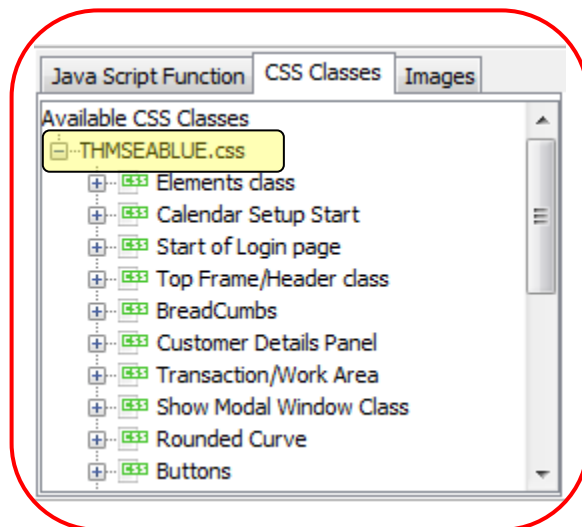 Java Script Function CSS Classes Images
Available CSS Classes
THMSEABLUE.css
Elements class
Calendar Setup Start
Start of Login page
Top Frame/Header class
BreadCumbs
Customer Details Panel
Transaction/Work Area
Show Modal Window Class
Rounded Curve
Buttons